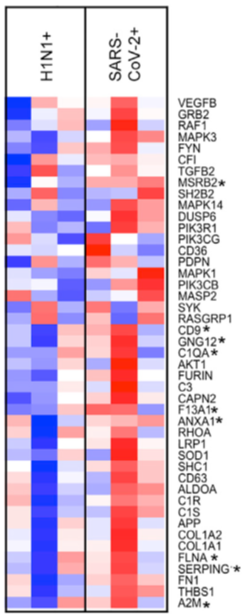 H1N1+
SARS-
CoV-2+
VEGFB
GRB2
RAF1
MAPK3
FYN
CFI
TGFB2
MSRB2*
SH2B2
MAPK14
DUSP6
PIK3R1
PIK3CG
CD36
PDPN
MAPK1
PIK3CB
MASP2
SYK
RASGRP1
CD9*
GNG12*
C1QA*
AKT1
FURIN
C3
CAPN2
F13A1*
ANXA1*
RHOA
LRP1
SOD1
SHC1
CD63
ALDOA
C1R
C1S
APP
COL1A2
COL1A1
FLNA *
SERPING *
FN1
THBS1
A2M*